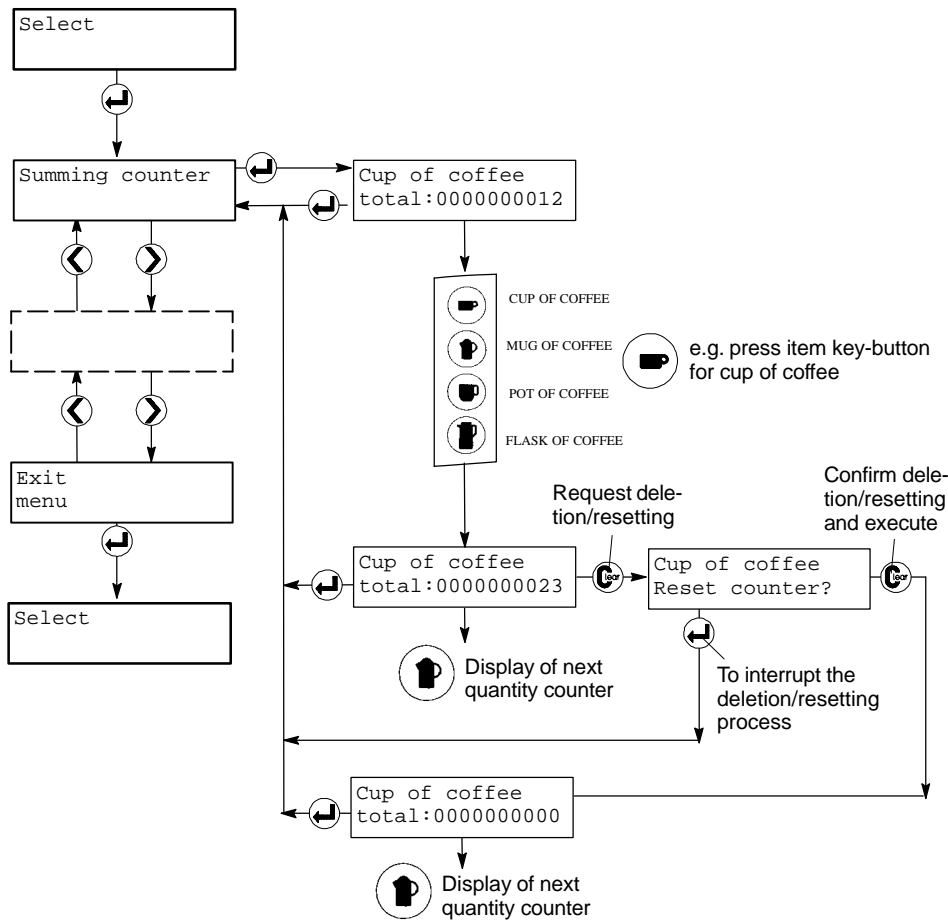 Select
Summing counter
Cup of coffee
total:0000000012
CUP OF COFFEE
MUG OF COFFEE
POT OF COFFEE
FLASK OF COFFEE
e.g. press item key-button
for cup of coffee
Exit
menu
Select
Request dele-
tion/resetting
Confirm dele-
tion/resetting
and execute
Cup of coffee
total:0000000023
Clear
Cup of coffee
Reset counter?
Clear
Display of next
quantity counter
To interrupt the
deletion/resetting
process
Cup of coffee
total:0000000000
Display of next
quantity counter